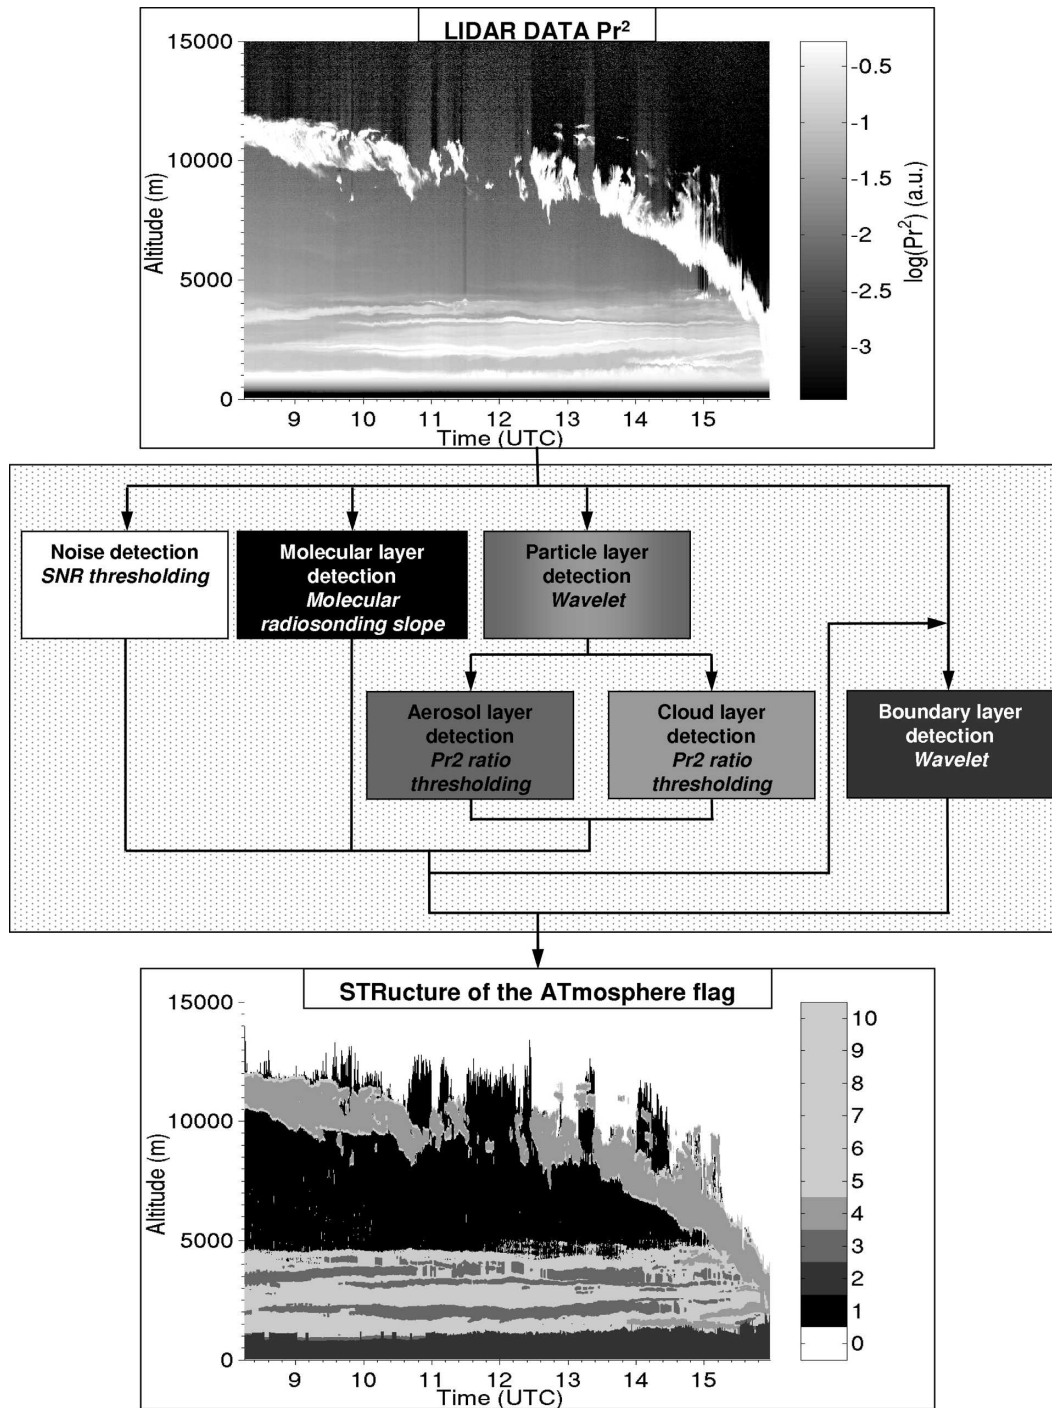 LIDAR DATA Pr²
15000
10000
5000
0
Altitude (m)
9 10 11 12 13 14 15
Time (UTC)
-0.5
-1
-1.5
-2
-2.5
-3
log(Pr²) (a.u.)
Noise detection
SNR thresholding
Molecular layer
detection
Molecular
radiosonding slope
Particle layer
detection
Wavelet
Aerosol layer
detection
Pr2 ratio
thresholding
Cloud layer
detection
Pr2 ratio
thresholding
Boundary layer
detection
Wavelet
STRucture of the ATmosphere flag
15000
10000
5000
0
Altitude (m)
9 10 11 12 13 14 15
Time (UTC)
10
9
8
7
6
5
4
3
2
1
0